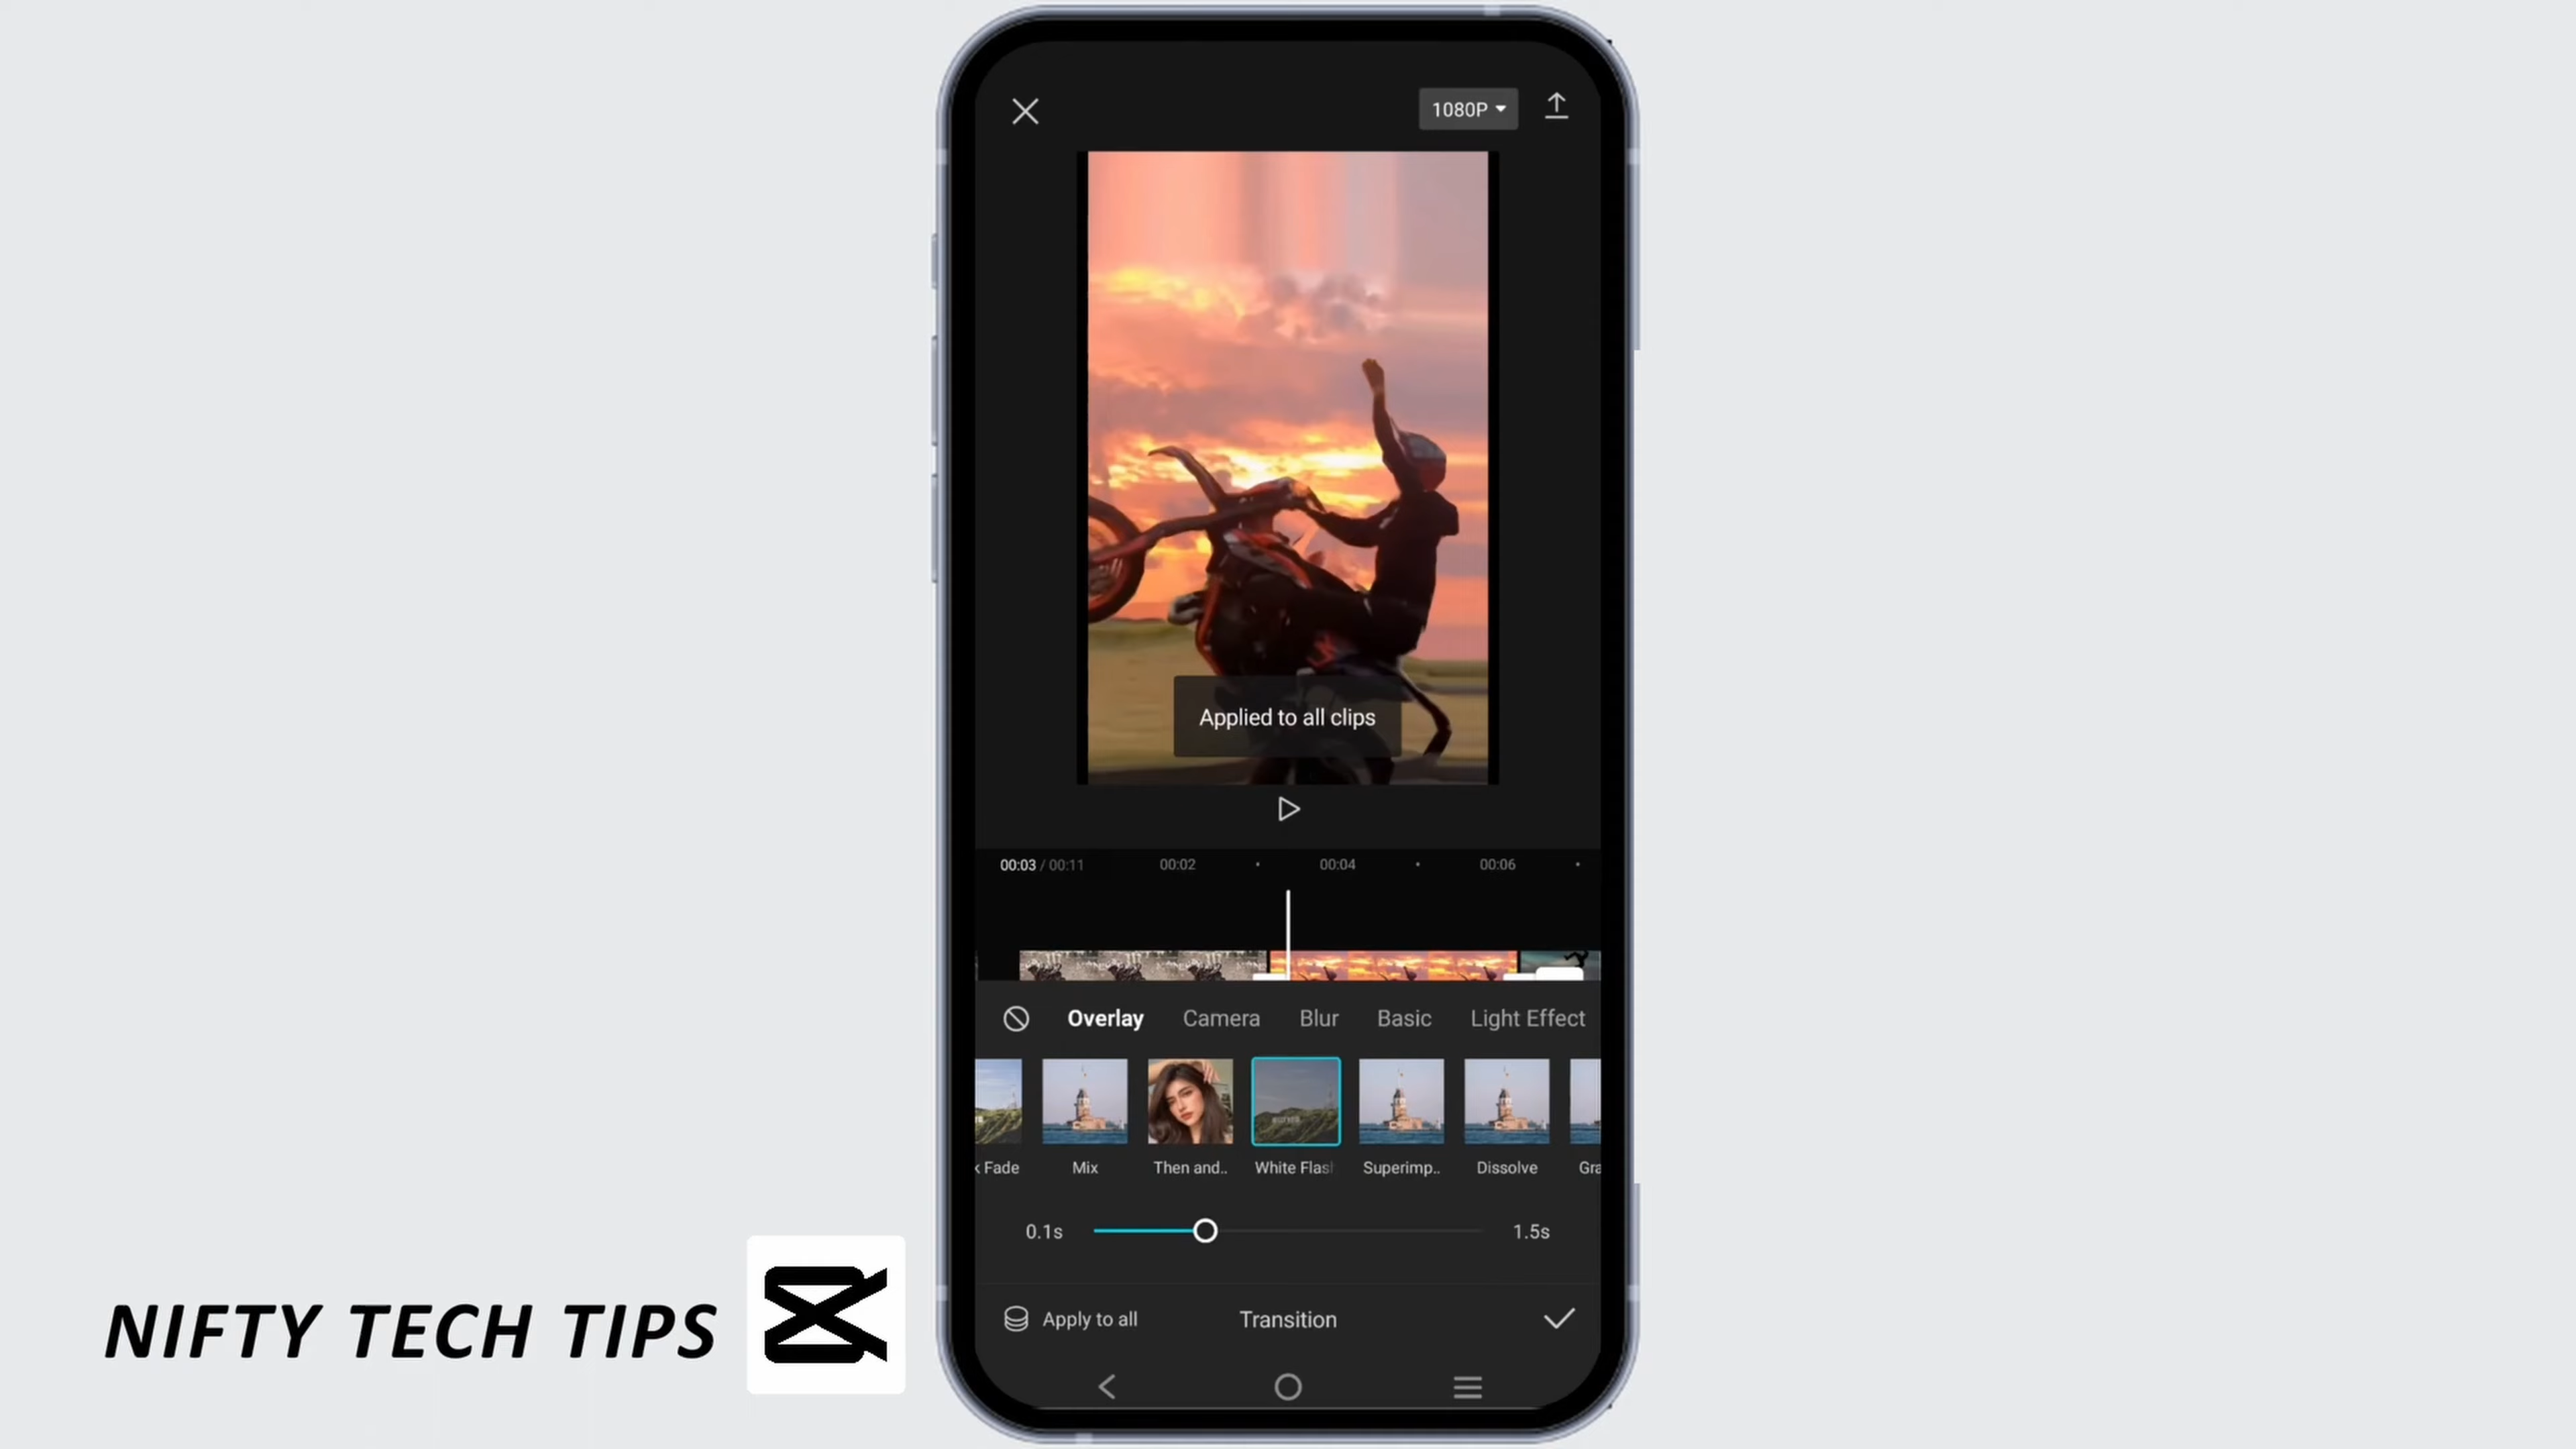 1080P
Applied to all clips
00:03 / 00:11 00:02 00:04 00:06
Overlay Camera Blur Basic Light Effect
Fade Mix Then and.. White Flash Superimp.. Dissolve Gra
0.1s 1.5s
Apply to all Transition
NIFTY TECH TIPS